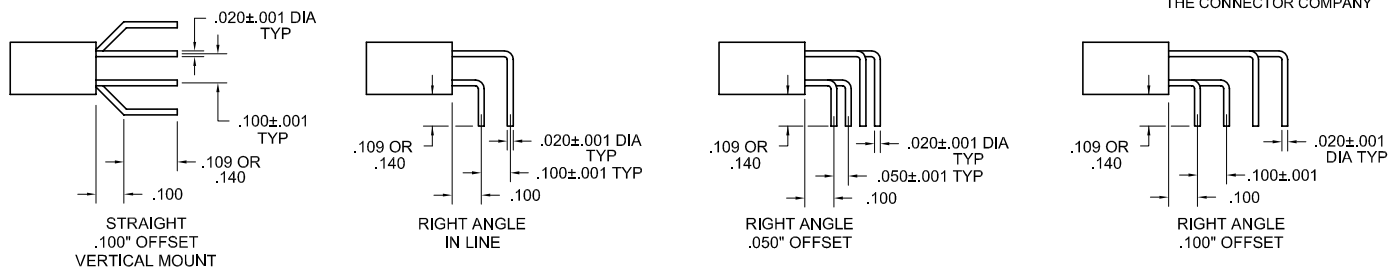 THE CONNECTOR COMPANY
.020±.001 DIA
TYP
.100±.001
TYP
.109 OR
.140
.100
STRAIGHT
.100" OFFSET
VERTICAL MOUNT
.109 OR
.140
.020±.001 DIA
TYP
.100±.001 TYP
.100
RIGHT ANGLE
IN LINE
.109 OR
.140
.020±.001 DIA
TYP
.050±.001 TYP
.100
RIGHT ANGLE
.050" OFFSET
.109 OR
.140
.020±.001
DIA TYP
.100±.001
.100
RIGHT ANGLE
.100" OFFSET